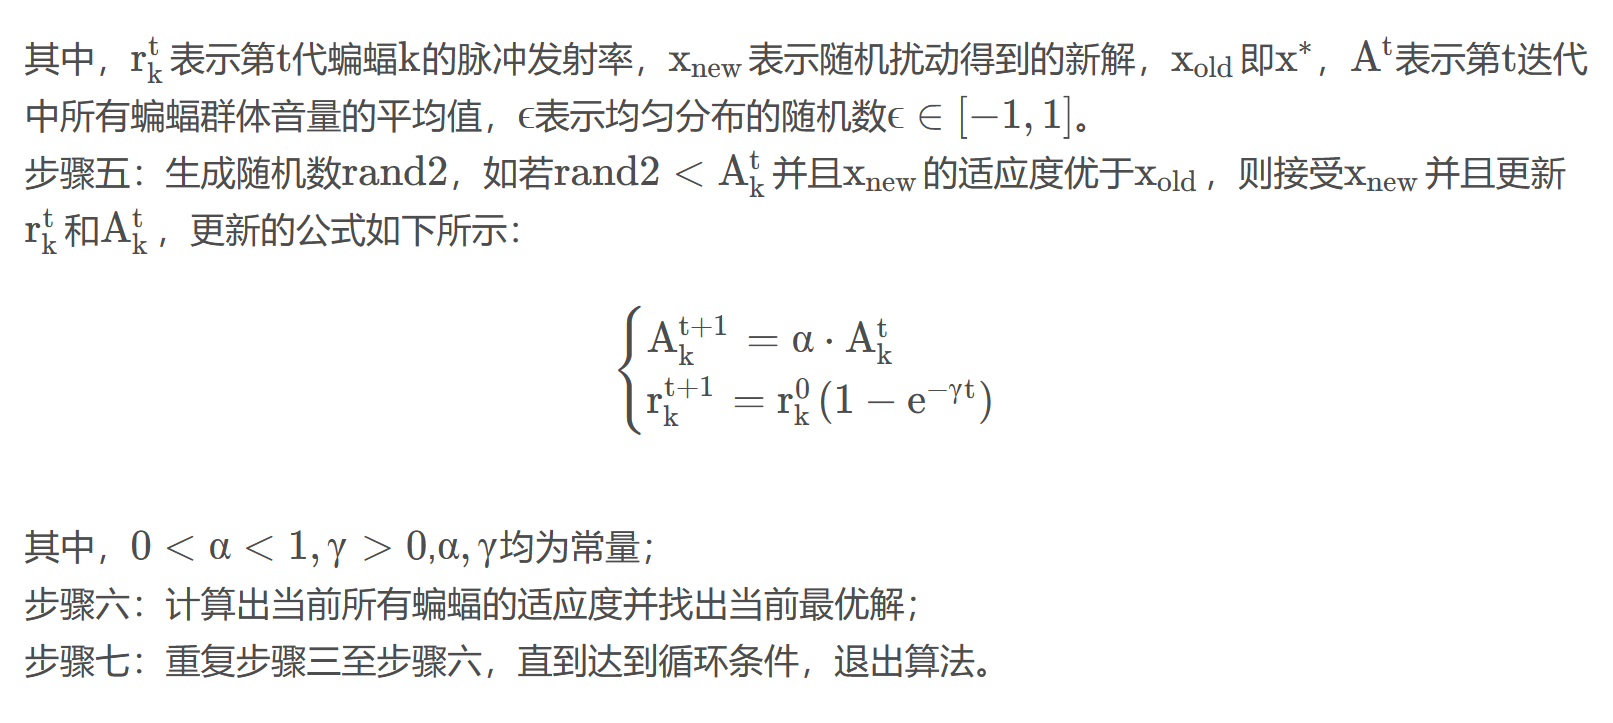 其中，r_k^t 表示第t代蝙蝠k的脉冲发射率，x_new 表示随机扰动得到的新解，x_old 即x*，A^t表示第t迭代
中所有蝙蝠群体音量的平均值，ϵ表示均匀分布的随机数ϵ ∈ [−1, 1]。
步骤五：生成随机数rand2，如若rand2 < A_k^t 并且x_new 的适应度优于x_old ，则接受x_new 并且更新
r_k^t 和A_k^t ，更新的公式如下所示：
A_k^{t+1} = α · A_k^t
r_k^{t+1} = r_k^0 (1 − e^{−γt})
其中，0 < α < 1, γ > 0,α, γ均为常量；
步骤六：计算出当前所有蝙蝠的适应度并找出当前最优解；
步骤七：重复步骤三至步骤六，直到达到循环条件，退出算法。